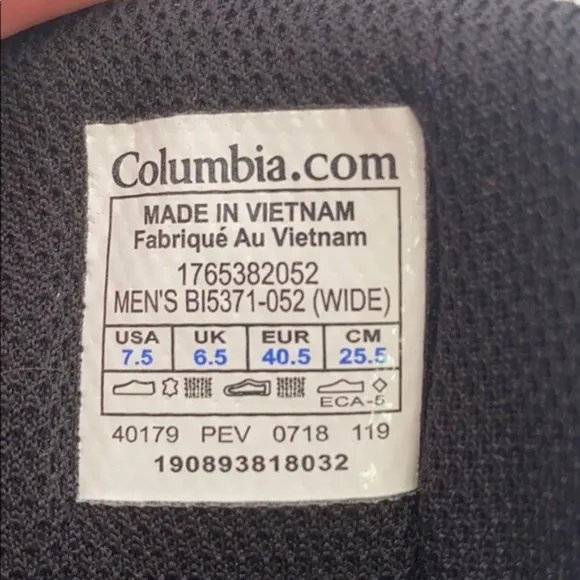 Columbia.com
MADE IN VIETNAM
Fabriqué Au Vietnam
1765382052
MEN'S BI5371-052 (WIDE)
USA UK EUR CM
7.5 6.5 40.5 25.5
ECA-5
40179 PEV 0718 119
190893818032